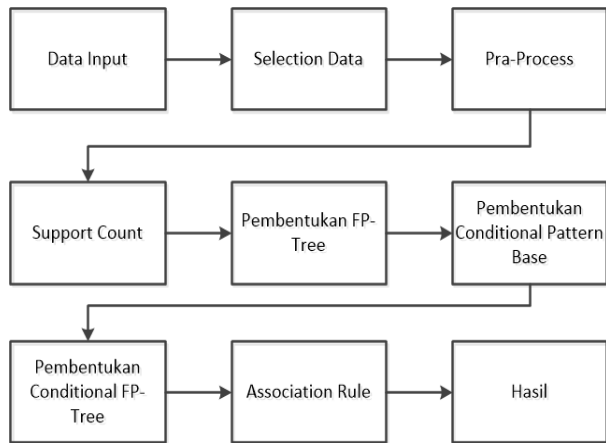 Data Input
Selection Data
Pra-Process
Support Count
Pembentukan FP-
Tree
Pembentukan
Conditional Pattern
Base
Pembentukan
Conditional FP-
Tree
Association Rule
Hasil